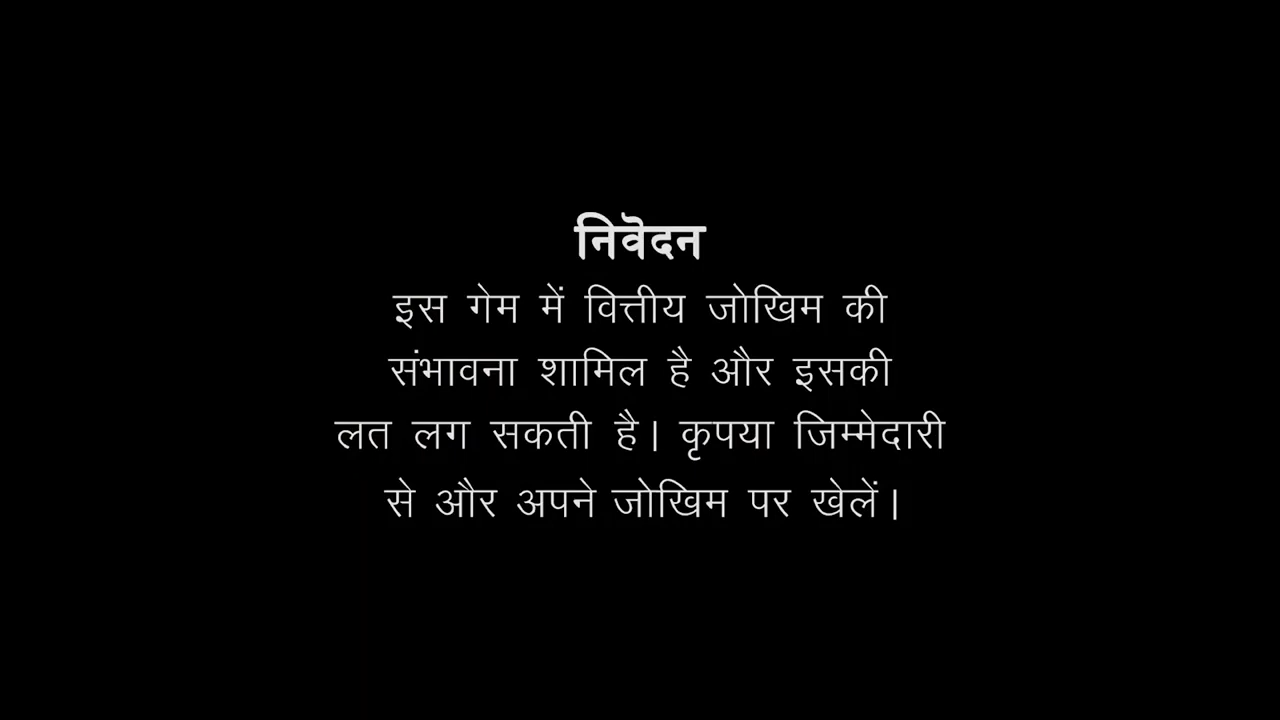 निवेदन
इस गेम में वित्तीय जोखिम की
संभावना शामिल है और इसकी
लत लग सकती है। कृपया जिम्मेदारी
से और अपने जोखिम पर खेलें।